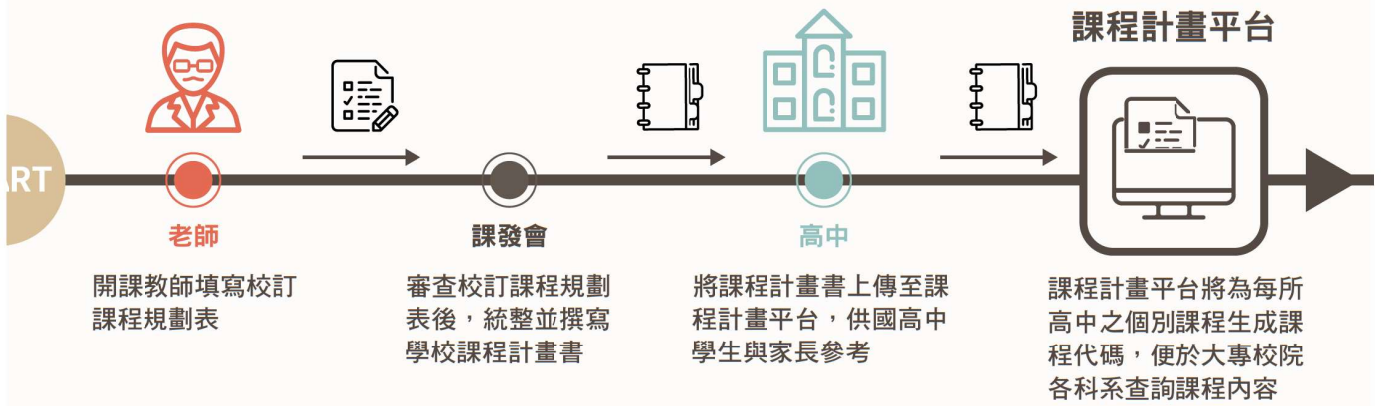 課程計畫平台
ART
老師
開課教師填寫校訂
課程規劃表
課發會
審查校訂課程規劃
表後，統整並撰寫
學校課程計畫書
高中
將課程計畫書上傳至課
程計畫平台，供國高中
學生與家長參考
課程計畫平台將為每所
高中之個別課程生成課
程代碼，便於大專校院
各科系查詢課程內容